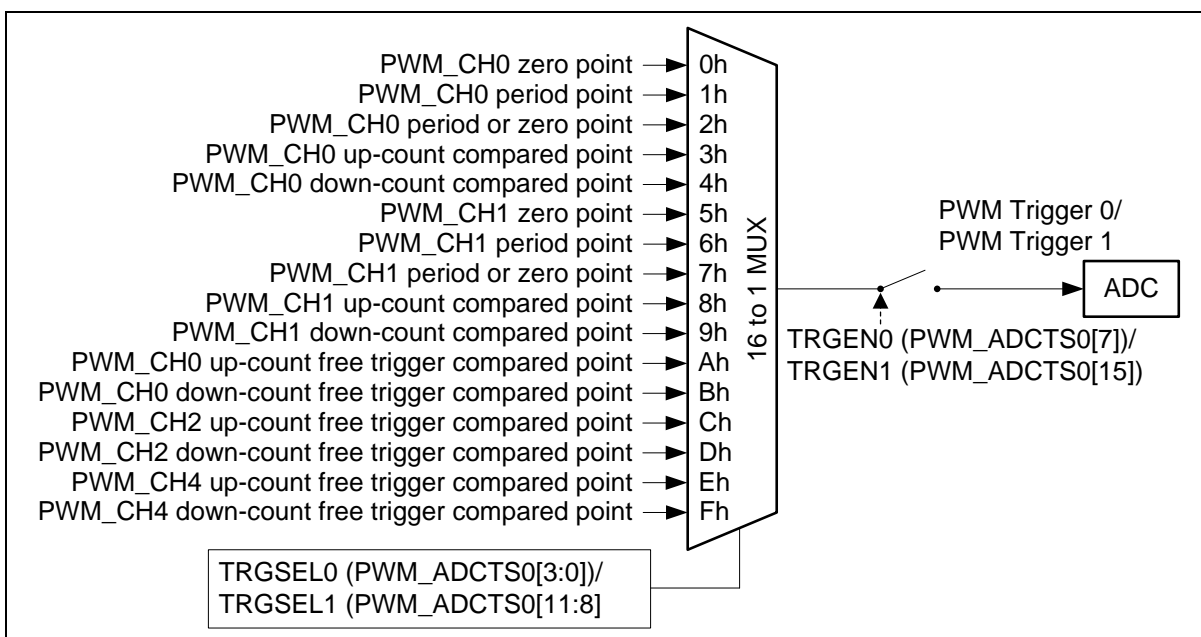 PWM_CH0 zero point 0h
PWM_CH0 period point 1h
PWM_CH0 period or zero point 2h
PWM_CH0 up-count compared point 3h
PWM_CH0 down-count compared point 4h
PWM_CH1 zero point 5h
PWM_CH1 period point 6h
PWM_CH1 period or zero point 7h
PWM_CH1 up-count compared point 8h
PWM_CH1 down-count compared point 9h
PWM_CH0 up-count free trigger compared point Ah
PWM_CH0 down-count free trigger compared point Bh
PWM_CH2 up-count free trigger compared point Ch
PWM_CH2 down-count free trigger compared point Dh
PWM_CH4 up-count free trigger compared point Eh
PWM_CH4 down-count free trigger compared point Fh
16 to 1 MUX
PWM Trigger 0/
PWM Trigger 1
ADC
TRGEN0 (PWM_ADCTS0[7])/
TRGEN1 (PWM_ADCTS0[15])
TRGSEL0 (PWM_ADCTS0[3:0])/
TRGSEL1 (PWM_ADCTS0[11:8]